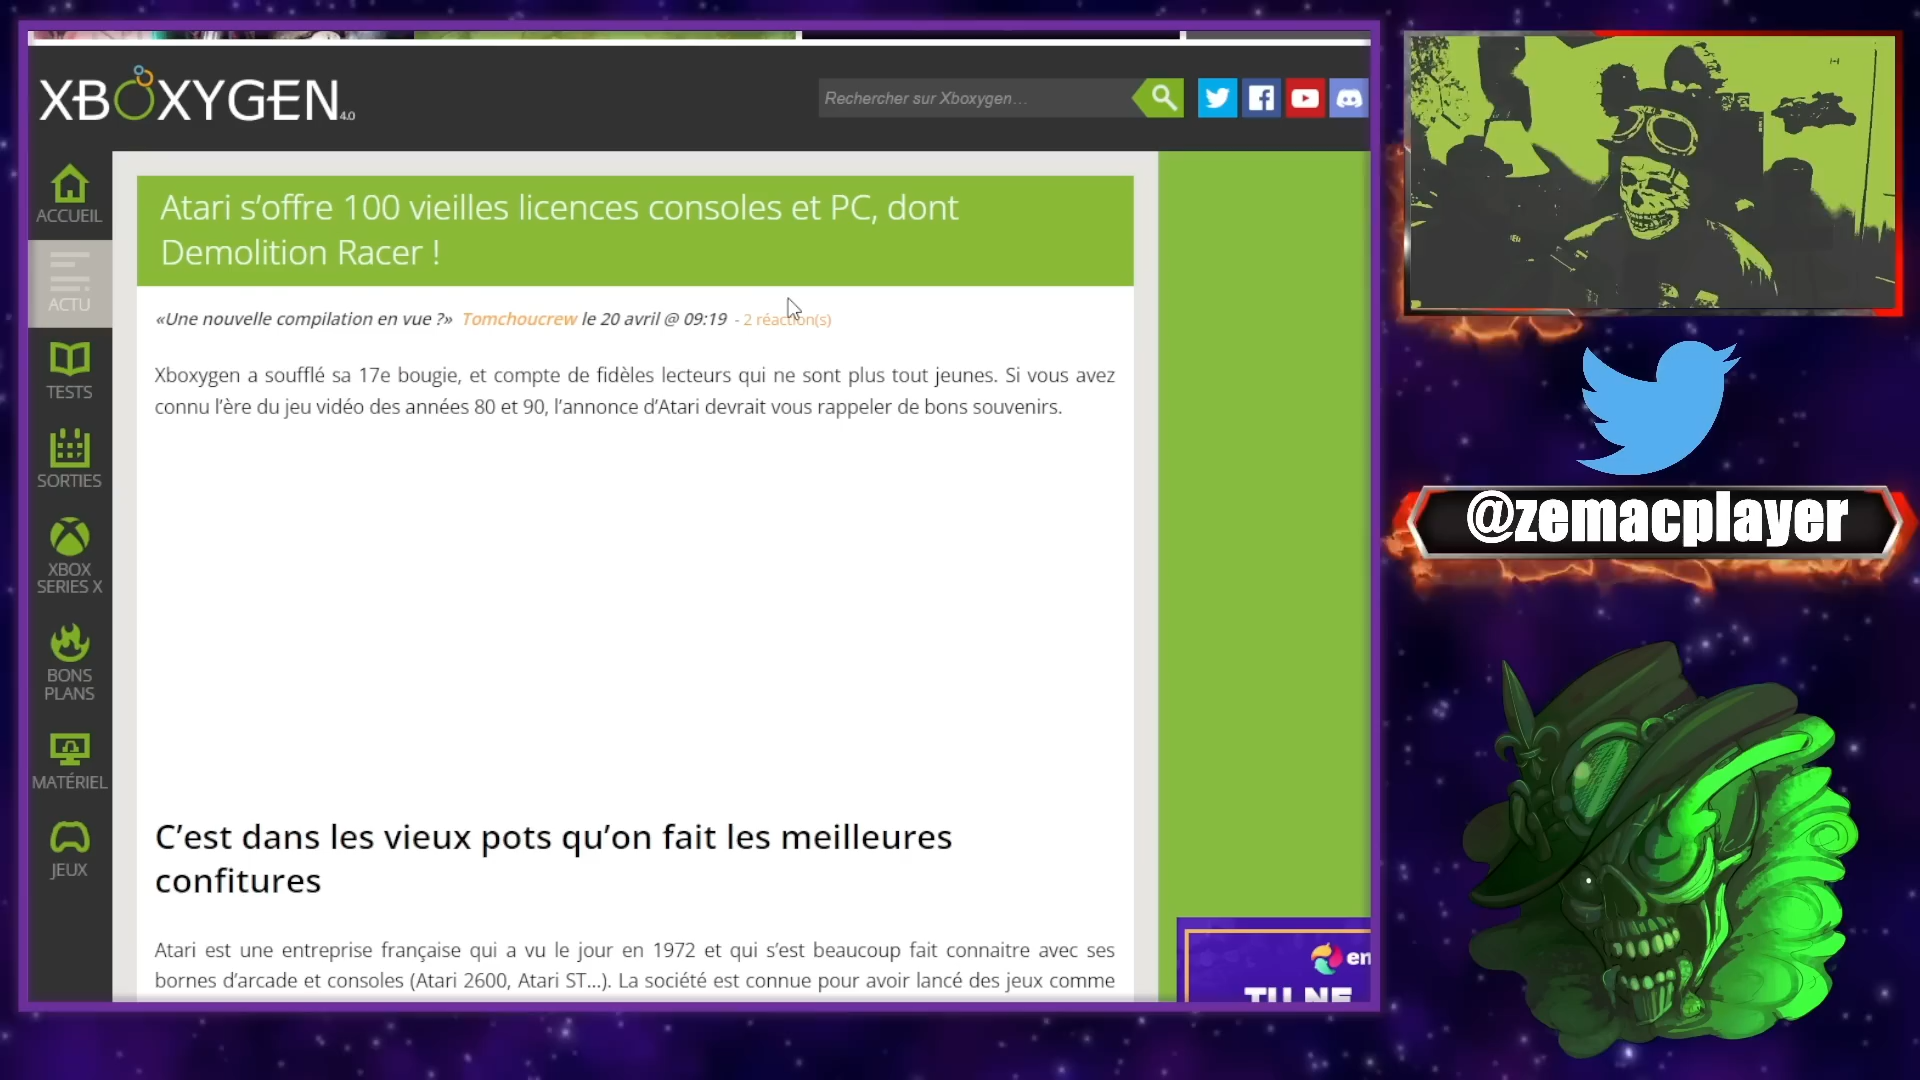 XBOXYGEN 4.0
Rechercher sur Xboxygen...
ACCUEIL
ACTU
TESTS
SORTIES
XBOX
SERIES X
BONS
PLANS
MATÉRIEL
JEUX
Atari s’offre 100 vieilles licences consoles et PC, dont
Demolition Racer !
«Une nouvelle compilation en vue ?» Tomchoucrew le 20 avril @ 09:19 - 2 réaction(s)
Xboxygen a soufflé sa 17e bougie, et compte de fidèles lecteurs qui ne sont plus tout jeunes. Si vous avez
connu l’ère du jeu vidéo des années 80 et 90, l’annonce d’Atari devrait vous rappeler de bons souvenirs.
C’est dans les vieux pots qu’on fait les meilleures
confitures
Atari est une entreprise française qui a vu le jour en 1972 et qui s’est beaucoup fait connaitre avec ses
bornes d’arcade et consoles (Atari 2600, Atari ST...). La société est connue pour avoir lancé des jeux comme
en
TU NE
@zemacplayer